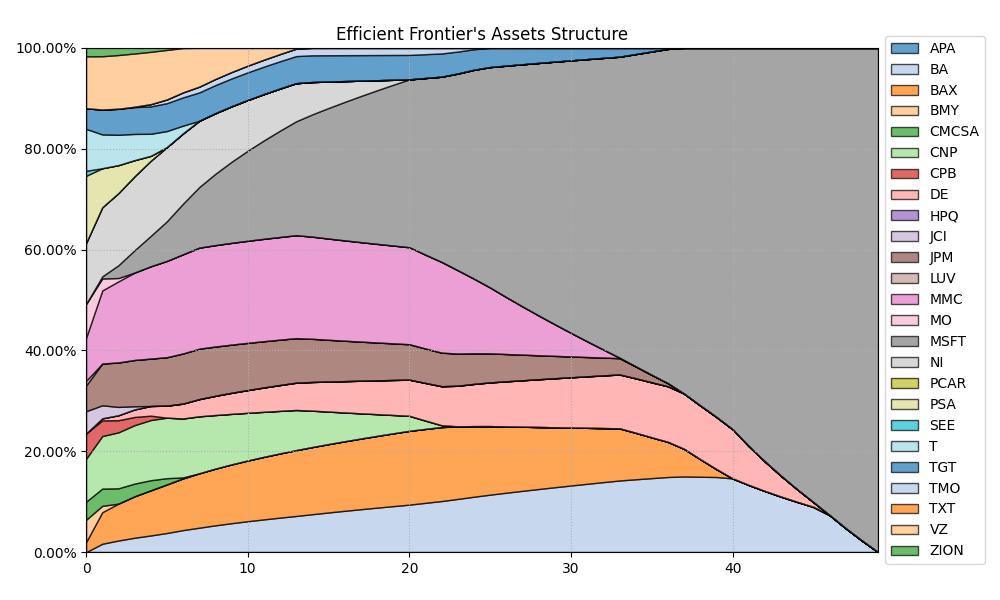 Efficient Frontier's Assets Structure
100.00%
80.00%
60.00%
40.00%
20.00%
0.00%
0
10
20
30
40
APA
BA
BAX
BMY
CMCSA
CNP
CPB
DE
HPQ
JCI
JPM
LUV
MMC
MO
MSFT
NI
PCAR
PSA
SEE
T
TGT
TMO
TXT
VZ
ZION